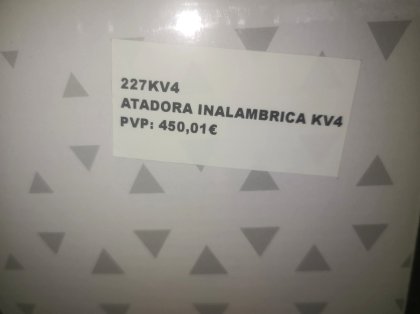 227KV4
ATADORA INALAMBRICA KV4
PVP: 450,01€